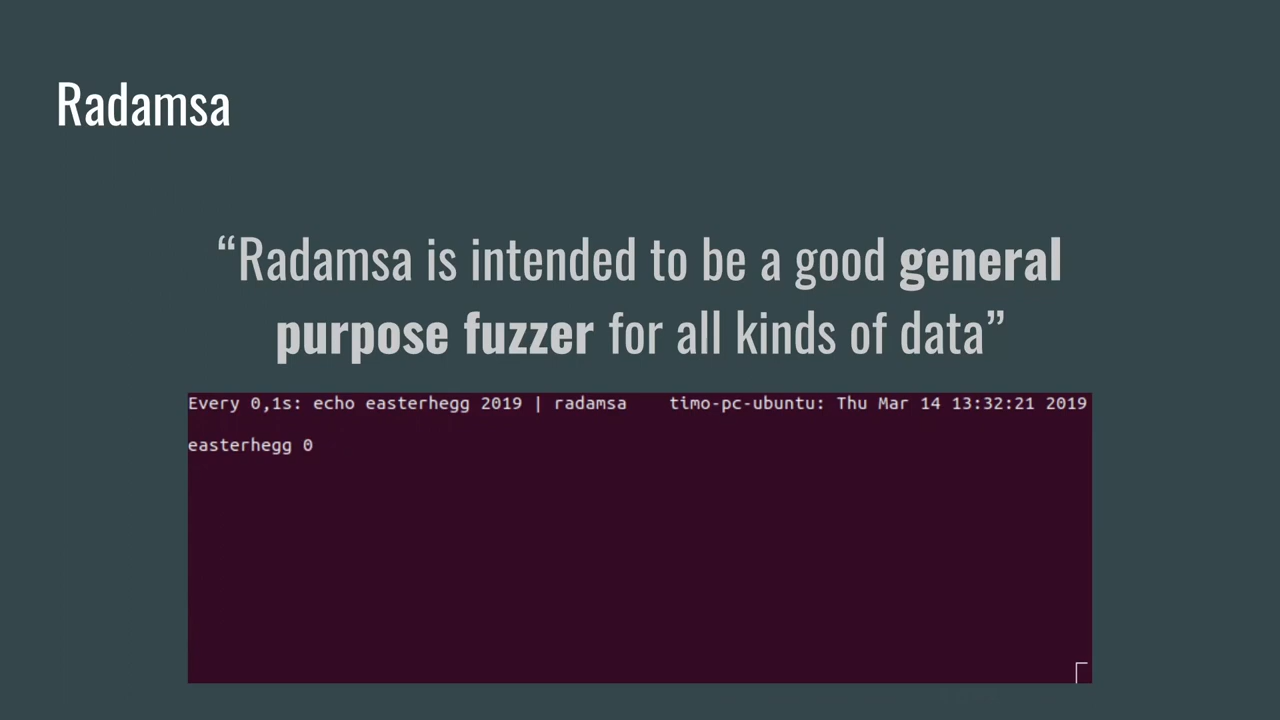 Radamsa
“Radamsa is intended to be a good general
purpose fuzzer for all kinds of data”
Every 0,1s: echo easterhegg 2019 | radamsa    timo-pc-ubuntu: Thu Mar 14 13:32:21 2019
easterhegg 0